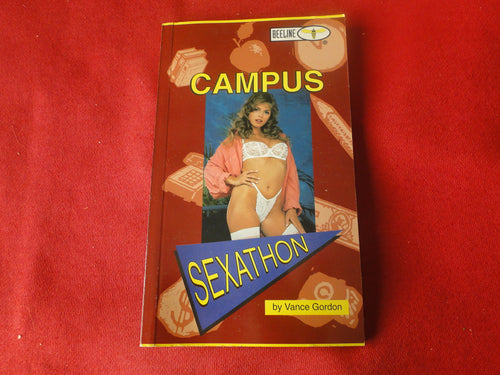 BEELINE
CAMPUS
SEXATHON
by Vance Gordon